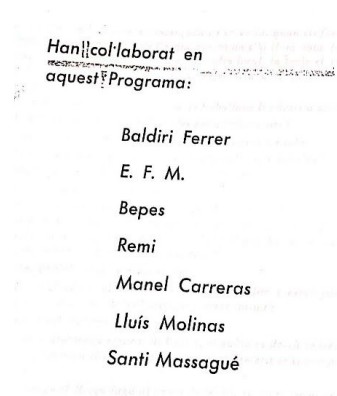 Han col·laborat en
aquest Programa:
Baldiri Ferrer
E. F. M.
Bepes
Remi
Manel Carreras
Lluís Molinas
Santi Massagué